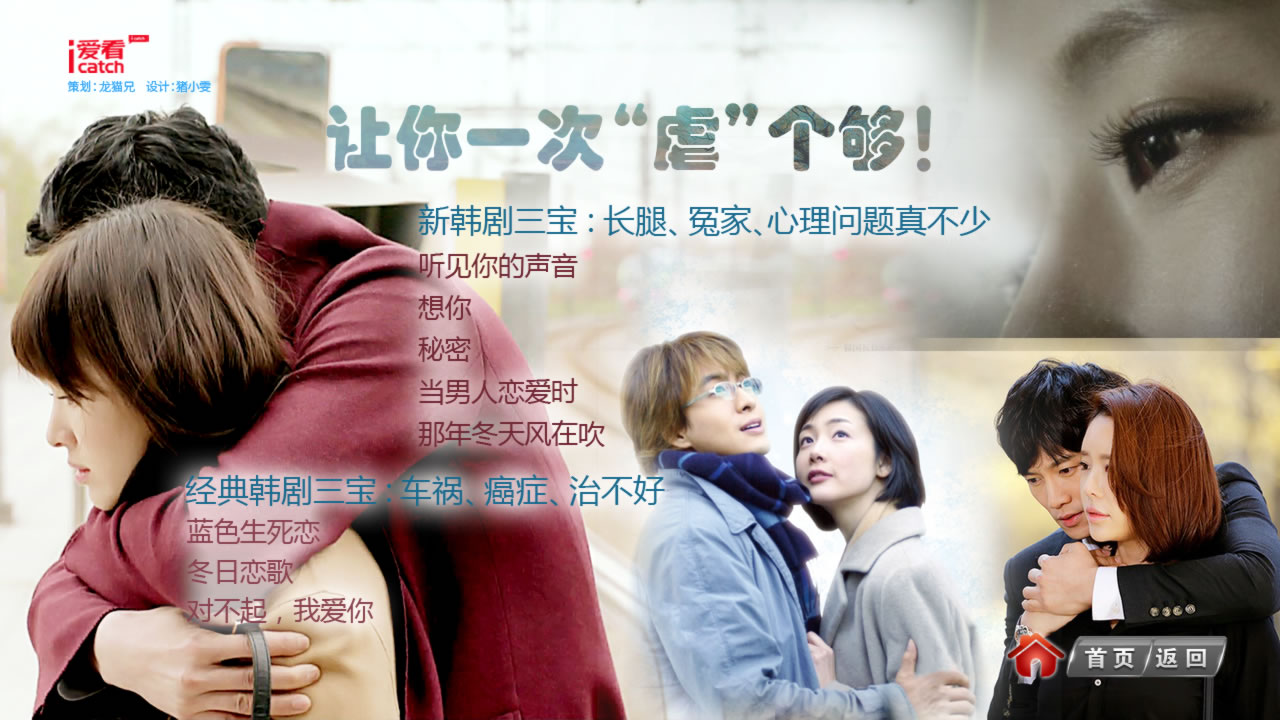 i爱看
catch
策划:龙猫兄 设计:猪小雯
让你一次“虐”个够!
新韩剧三宝:长腿、冤家、心理问题真不少
听见你的声音
想你
秘密
当男人恋爱时
那年冬天风在吹
经典韩剧三宝:车祸、癌症、治不好
蓝色生死恋
冬日恋歌
对不起,我爱你
首页 返回